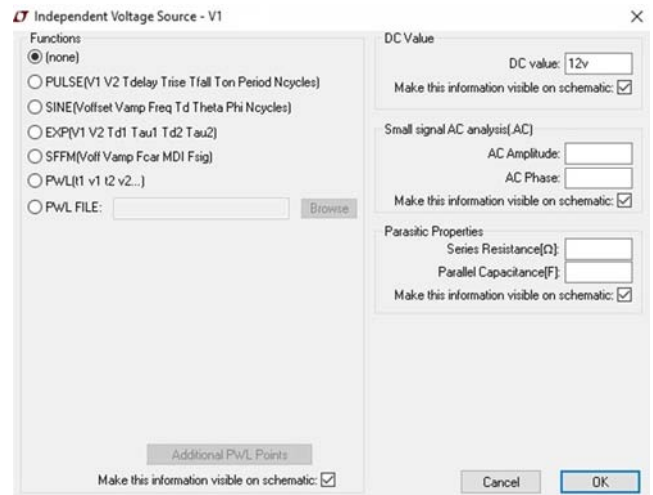 Independent Voltage Source - V1
Functions
(none)
PULSE(V1 V2 Tdelay Trise Tfall Ton Period Ncycles)
SINE(Voffset Vamp Freq Td Theta Phi Ncycles)
EXP(V1 V2 Td1 Tau1 Td2 Tau2)
SFFM(Voff Vamp Fcar MDI Fsig)
PWL(t1 v1 t2 v2...)
PWL FILE:
Browse
Additional PWL Points
Make this information visible on schematic:
DC Value
DC value: 12v
Make this information visible on schematic:
Small signal AC analysis(.AC)
AC Amplitude:
AC Phase:
Make this information visible on schematic:
Parasitic Properties
Series Resistance[Ω]:
Parallel Capacitance[F]:
Make this information visible on schematic:
Cancel
OK